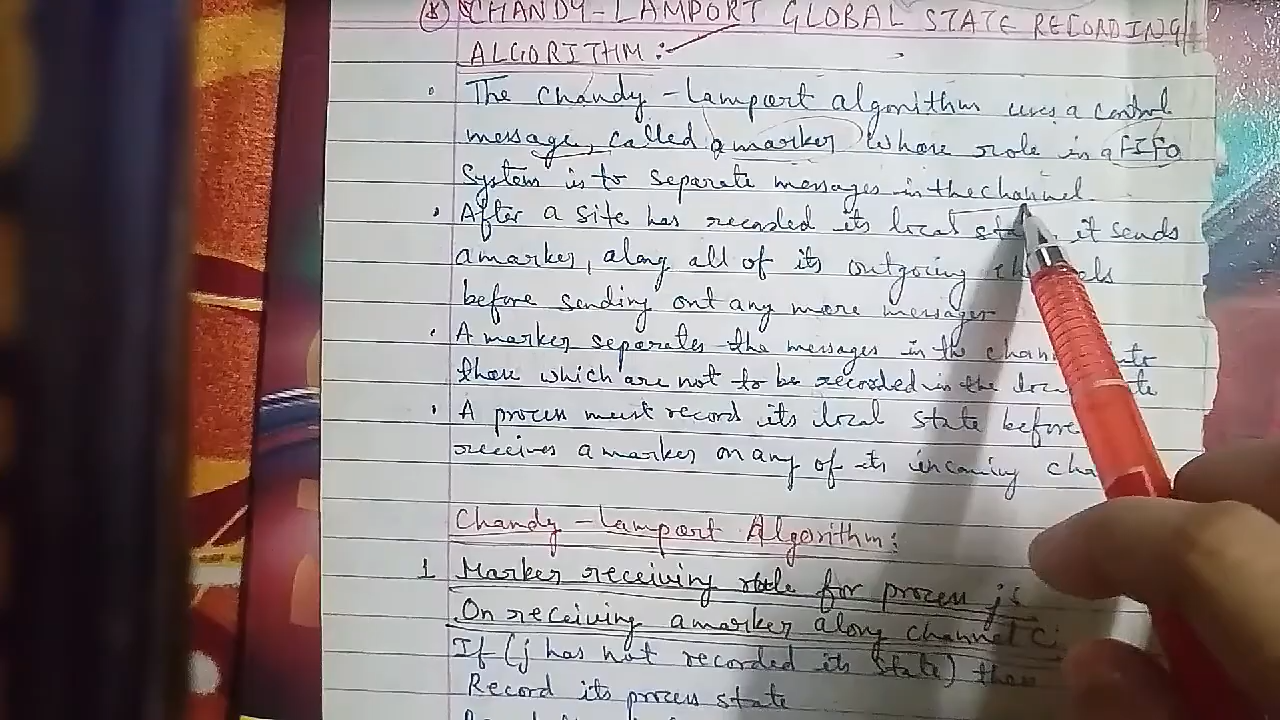 (*) CHANDY-LAMPORT GLOBAL STATE RECORDING
ALGORITHM:-
• The Chandy-Lamport algorithm uses a control
message, called a marker whose role in a FIFO
System is to separate messages in the channel.
• After a site has recorded its local it sends
a marker, along all of its outgoing
before sending out any more messages
• A marker separates the messages in the
those which are not to be recorded in the
• A process must record its local state before
receives a marker on any of its incoming
Chandy-Lamport Algorithm:
1 Marker receiving rule for process j:
On receiving a marker along channel C
If (j has not recorded its state) then
Record its process state